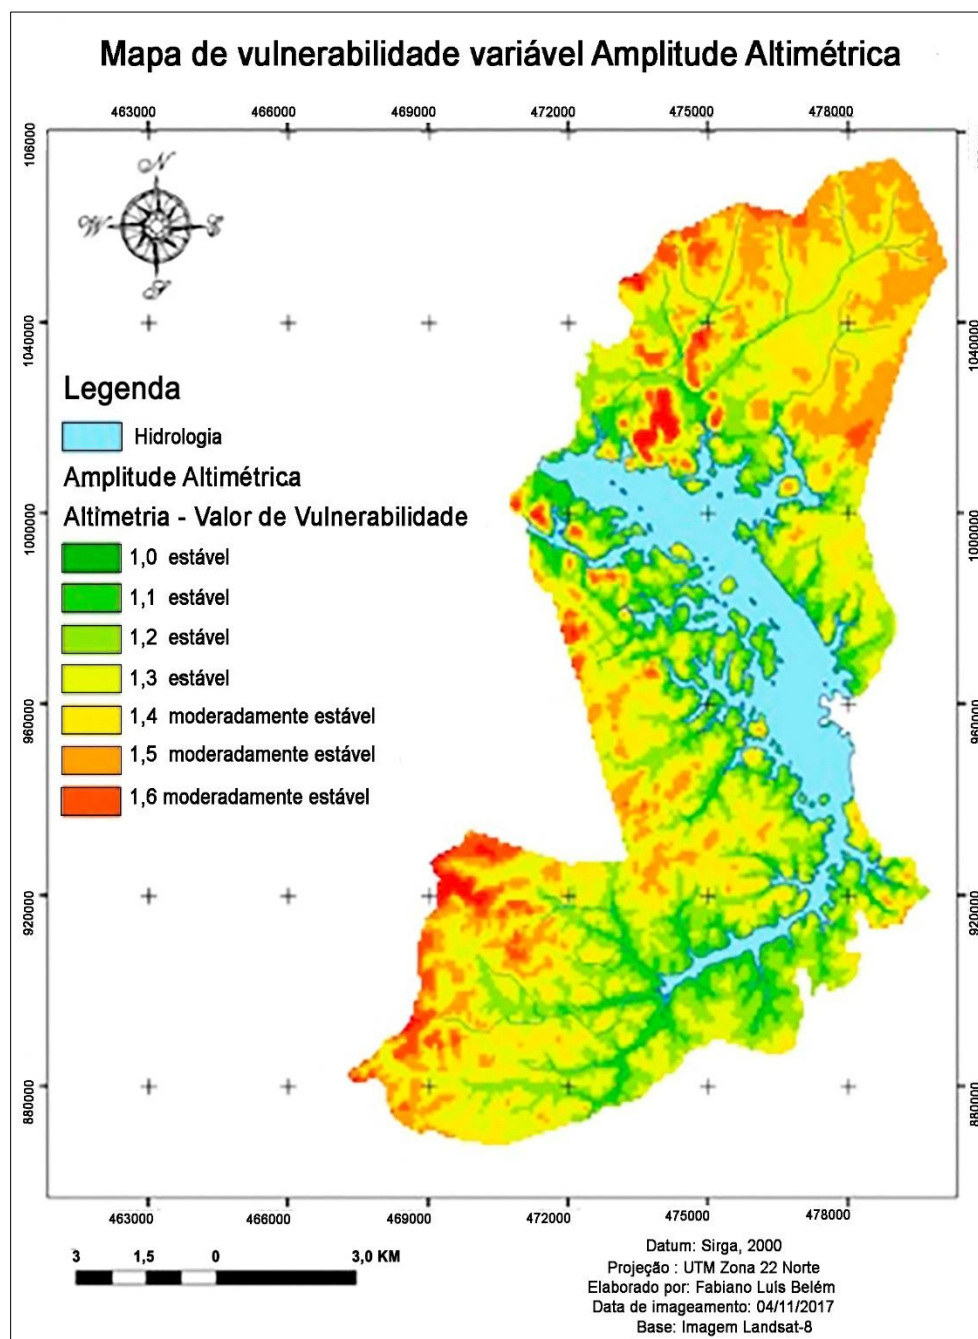 Mapa de vulnerabilidade variável Amplitude Altimétrica
463000 466000 469000 472000 475000 478000
106000
N
W E
S
1040000 1040000
Legenda
Hidrologia
Amplitude Altimétrica
Altimetria - Valor de Vulnerabilidade
1000000 1000000
1,0 estável
1,1 estável
1,2 estável
1,3 estável
1,4 moderadamente estável
960000 960000
1,5 moderadamente estável
1,6 moderadamente estável
920000 920000
880000 880000
463000 466000 469000 472000 475000 478000
3 1,5 0 3,0 KM
Datum: Sirga, 2000
Projeção : UTM Zona 22 Norte
Elaborado por: Fabiano Luís Belém
Data de imageamento: 04/11/2017
Base: Imagem Landsat-8